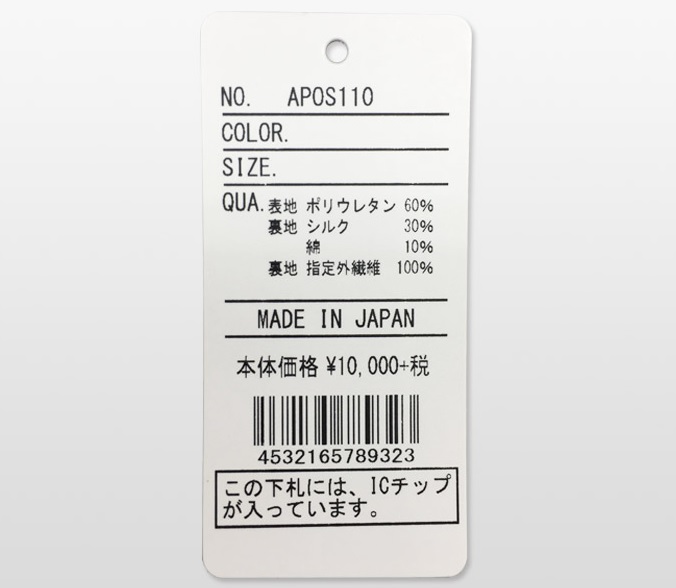 NO. APOS110
COLOR.
SIZE.
QUA. 表地 ポリウレタン 60%
裏地 シルク 30%
綿 10%
裏地 指定外繊維 100%
MADE IN JAPAN
本体価格 ¥10,000+税
4532165789323
この下札には、ICチップ
が入っています。